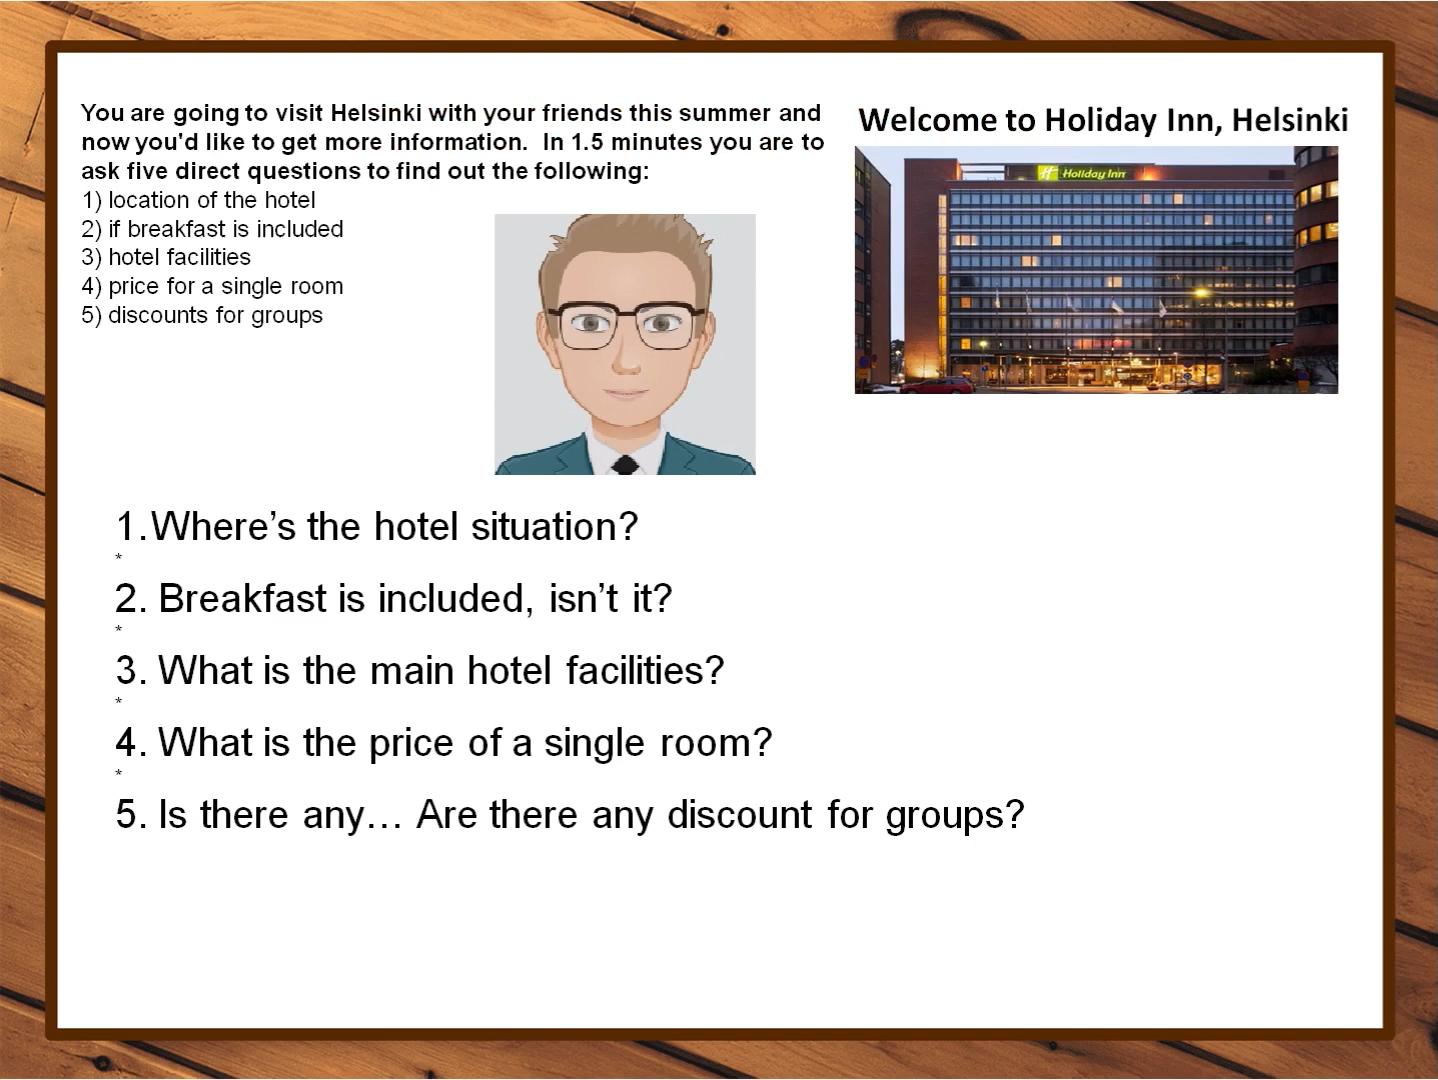 You are going to visit Helsinki with your friends this summer and
now you'd like to get more information.  In 1.5 minutes you are to
ask five direct questions to find out the following:
1) location of the hotel
2) if breakfast is included
3) hotel facilities
4) price for a single room
5) discounts for groups
Welcome to Holiday Inn, Helsinki
H Holiday Inn
1.Where’s the hotel situation?
*
2. Breakfast is included, isn’t it?
*
3. What is the main hotel facilities?
*
4. What is the price of a single room?
*
5. Is there any… Are there any discount for groups?